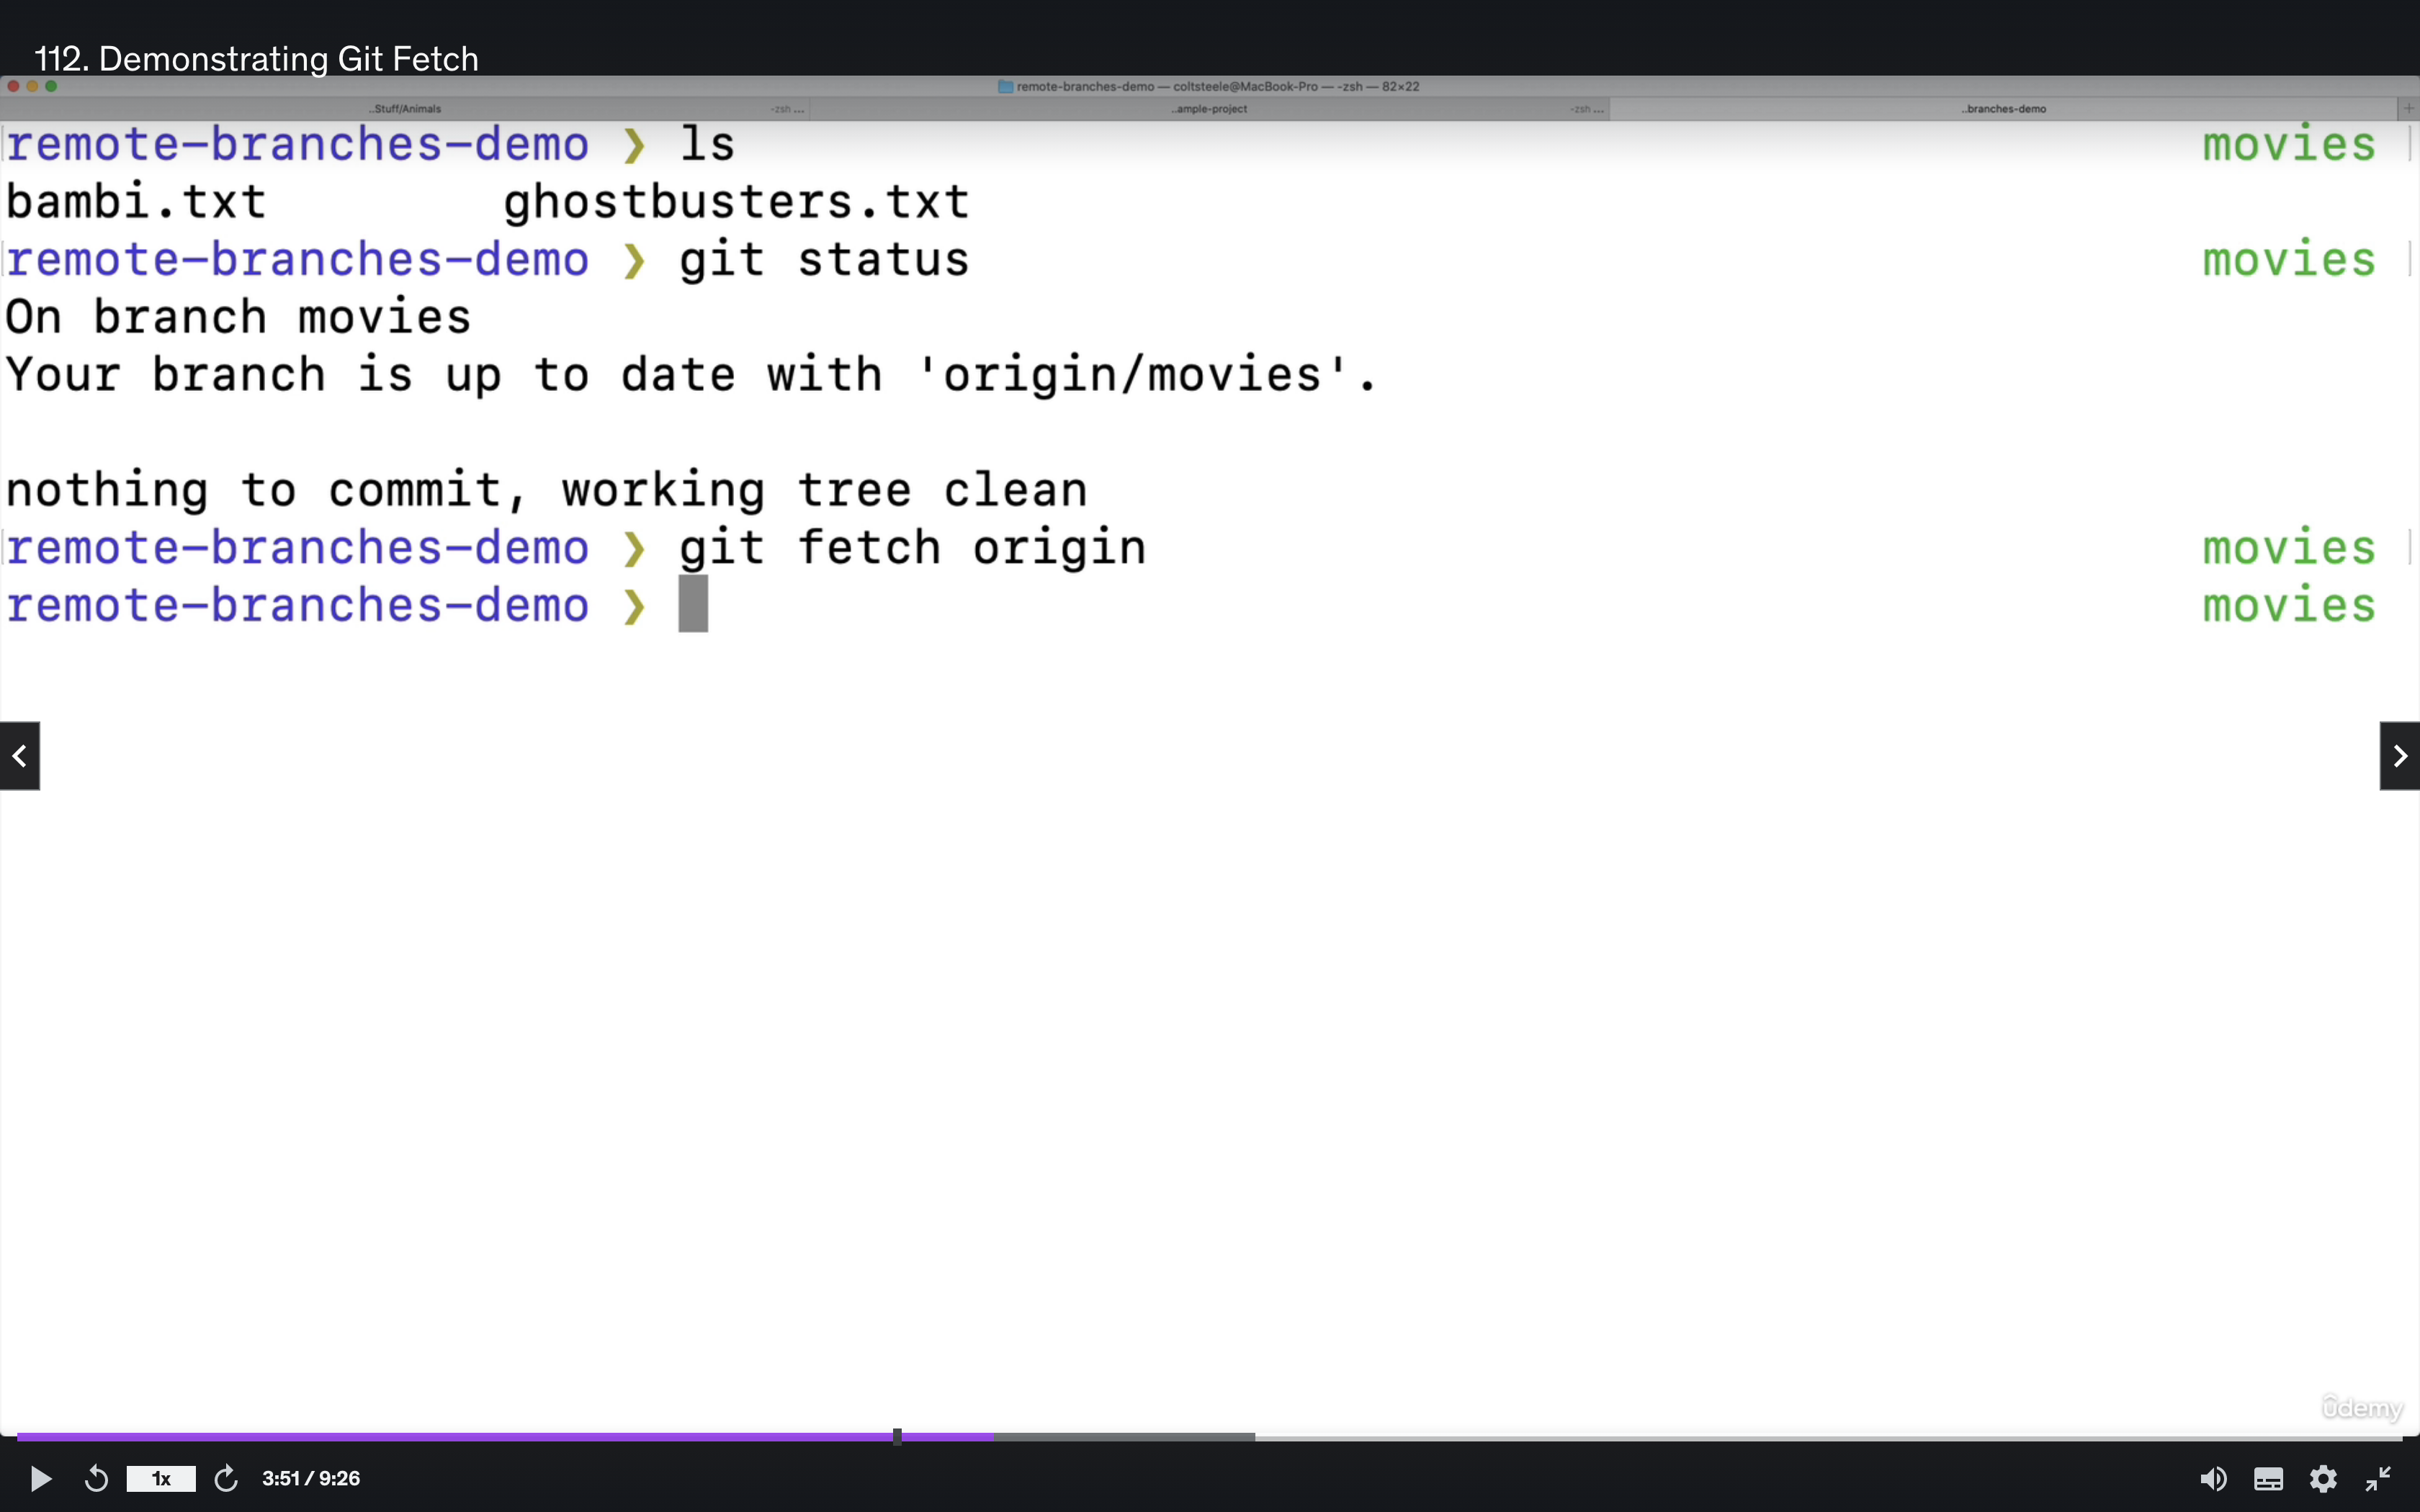 112. Demonstrating Git Fetch
remote-branches-demo — coltsteele@MacBook-Pro — -zsh — 82×22
..Stuff/Animals -zsh ... ..ample-project -zsh ... ..branches-demo +
remote-branches-demo ❯ ls movies
bambi.txt ghostbusters.txt
remote-branches-demo ❯ git status movies
On branch movies
Your branch is up to date with 'origin/movies'.
nothing to commit, working tree clean
remote-branches-demo ❯ git fetch origin movies
remote-branches-demo ❯ movies
ûdemy
1x 3:51 / 9:26